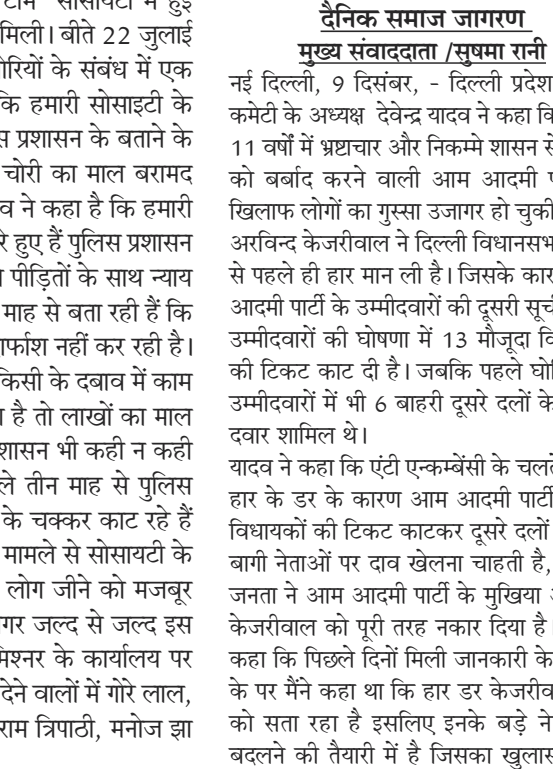 टीम सोसायटी में हुई
मिली। बीते 22 जुलाई
ोरियों के संबंध में एक
कि हमारी सोसाइटी के
स प्रशासन के बताने के
चोरी का माल बरामद
व ने कहा है कि हमारी
रे हुए हैं पुलिस प्रशासन
पीड़ितों के साथ न्याय
माह से बता रही हैं कि
र्फाश नहीं कर रही है।
किसी के दबाव में काम
ा है तो लाखों का माल
शासन भी कही न कही
ले तीन माह से पुलिस
के चक्कर काट रहे हैं
मामले से सोसायटी के
लोग जीने को मजबूर
गर जल्द से जल्द इस
मिश्नर के कार्यालय पर
देने वालों में गोरे लाल,
राम त्रिपाठी, मनोज झा
दैनिक समाज जागरण
मुख्य संवाददाता /सुषमा रानी
नई दिल्ली, 9 दिसंबर, - दिल्ली प्रदेश
कमेटी के अध्यक्ष देवेन्द्र यादव ने कहा कि
11 वर्षों में भ्रष्टाचार और निकम्मे शासन से
को बर्बाद करने वाली आम आदमी प
खिलाफ लोगों का गुस्सा उजागर हो चुकी
अरविन्द केजरीवाल ने दिल्ली विधानसभ
से पहले ही हार मान ली है। जिसके कार
आदमी पार्टी के उम्मीदवारों की दूसरी सूची
उम्मीदवारों की घोषणा में 13 मौजूदा वि
की टिकट काट दी है। जबकि पहले घोषि
उम्मीदवारों में भी 6 बाहरी दूसरे दलों के
दवार शामिल थे।
यादव ने कहा कि एंटी एन्कम्बेंसी के चलते
हार के डर के कारण आम आदमी पार्टी
विधायकों की टिकट काटकर दूसरे दलों
बागी नेताओं पर दाव खेलना चाहती है,
जनता ने आम आदमी पार्टी के मुखिया अ
केजरीवाल को पूरी तरह नकार दिया है।
कहा कि पिछले दिनों मिली जानकारी के
के पर मैंने कहा था कि हार डर केजरीव
को सता रहा है इसलिए इनके बड़े ने
बदलने की तैयारी में है जिसका खुलास